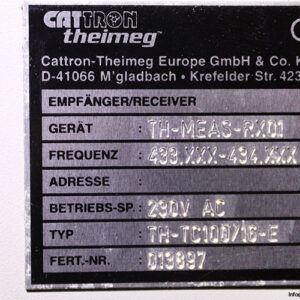 CATTRON
theimeg
Cattron-Theimeg Europe GmbH & Co. K
D-41066 M'gladbach • Krefelder Str. 423
EMPFÄNGER/RECEIVER
GERÄT : TH-MEAS-RX01
FREQUENZ : 433.XXX-434.XXX
ADRESSE :
BETRIEBS-SP.: 230V AC
TYP : TH-TC100/16-E
FERT.-NR. : 019897